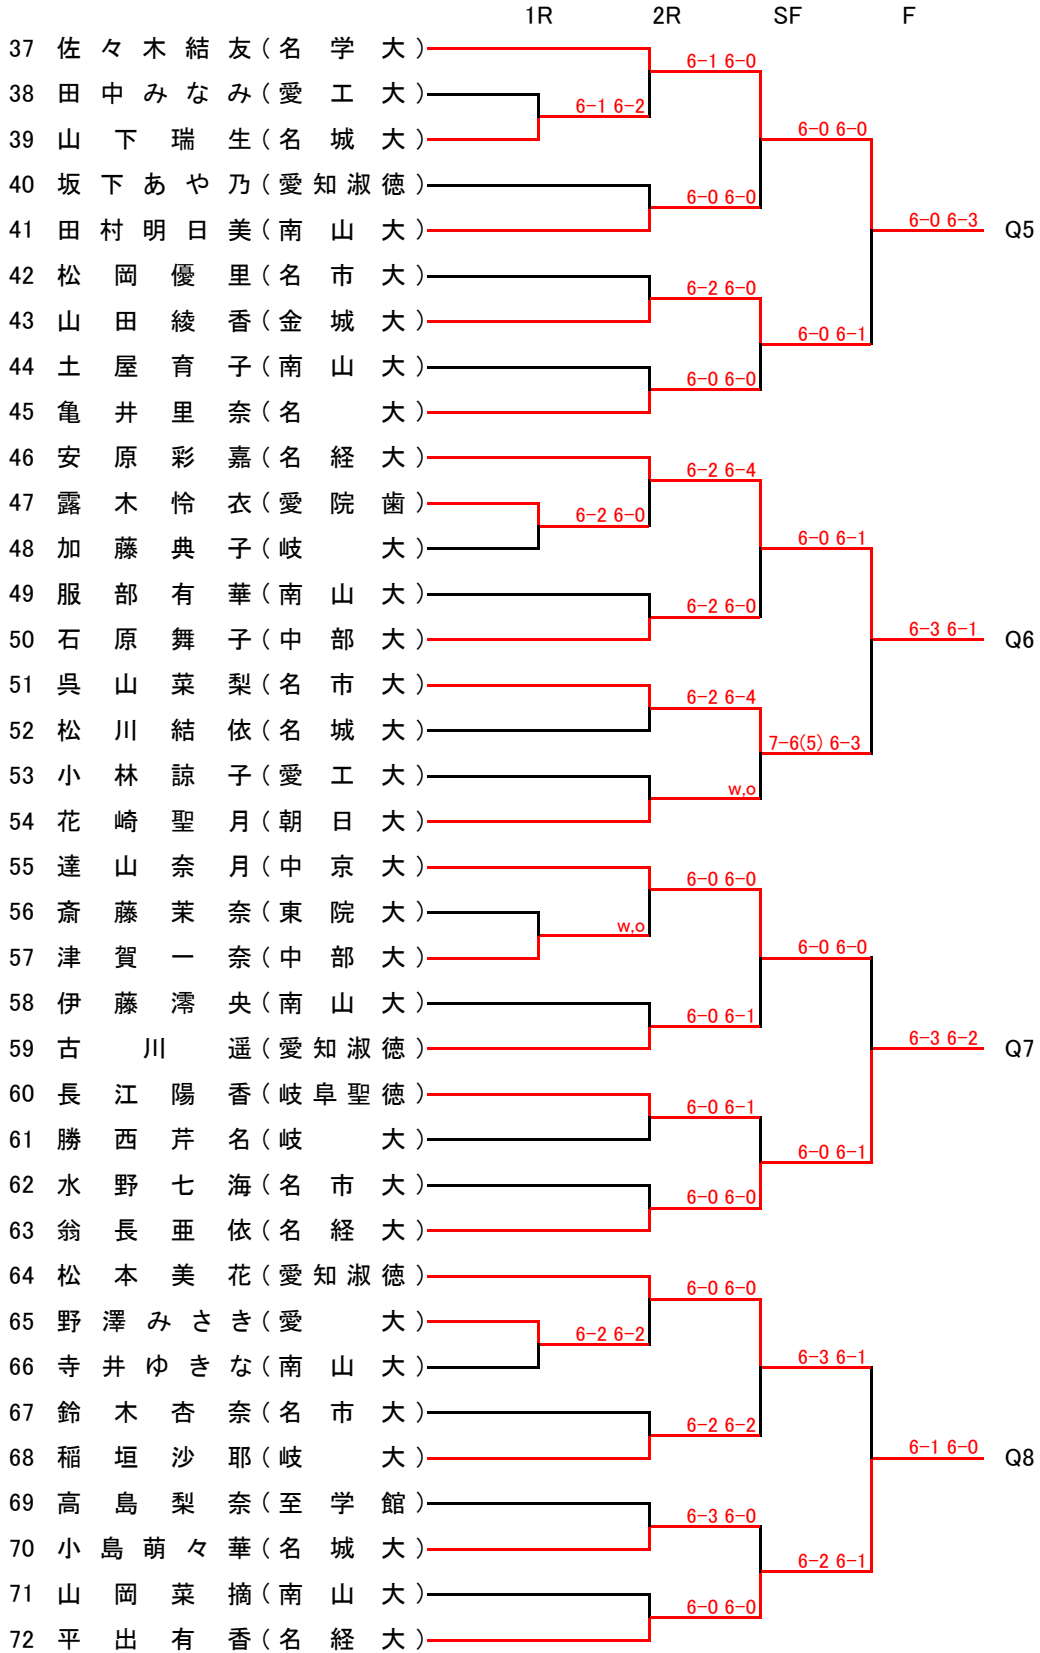 1R 2R SF F
37 佐々木結友(名学大)
6-1 6-0
38 田中みなみ(愛工大)
6-1 6-2
39 山下瑞生(名城大)
6-0 6-0
40 坂下あや乃(愛知淑徳)
6-0 6-0
41 田村明日美(南山大)
6-0 6-3 Q5
42 松岡優里(名市大)
6-2 6-0
43 山田綾香(金城大)
6-0 6-1
44 土屋育子(南山大)
6-0 6-0
45 亀井里奈(名大)
46 安原彩嘉(名経大)
6-2 6-4
47 露木怜衣(愛院歯)
6-2 6-0
48 加藤典子(岐大)
6-0 6-1
49 服部有華(南山大)
6-2 6-0
50 石原舞子(中部大)
6-3 6-1 Q6
51 呉山菜梨(名市大)
6-2 6-4
52 松川結依(名城大)
7-6(5) 6-3
53 小林諒子(愛工大)
w,o
54 花崎聖月(朝日大)
55 達山奈月(中京大)
6-0 6-0
56 斎藤茉奈(東院大)
w,o
57 津賀一奈(中部大)
6-0 6-0
58 伊藤澪央(南山大)
6-0 6-1
59 古川遥(愛知淑徳)
6-3 6-2 Q7
60 長江陽香(岐阜聖徳)
6-0 6-1
61 勝西芹名(岐大)
6-0 6-1
62 水野七海(名市大)
6-0 6-0
63 翁長亜依(名経大)
64 松本美花(愛知淑徳)
6-0 6-0
65 野澤みさき(愛大)
6-2 6-2
66 寺井ゆきな(南山大)
6-3 6-1
67 鈴木杏奈(名市大)
6-2 6-2
68 稲垣沙耶(岐大)
6-1 6-0 Q8
69 高島梨奈(至学館)
6-3 6-0
70 小島萌々華(名城大)
6-2 6-1
71 山岡菜摘(南山大)
6-0 6-0
72 平出有香(名経大)